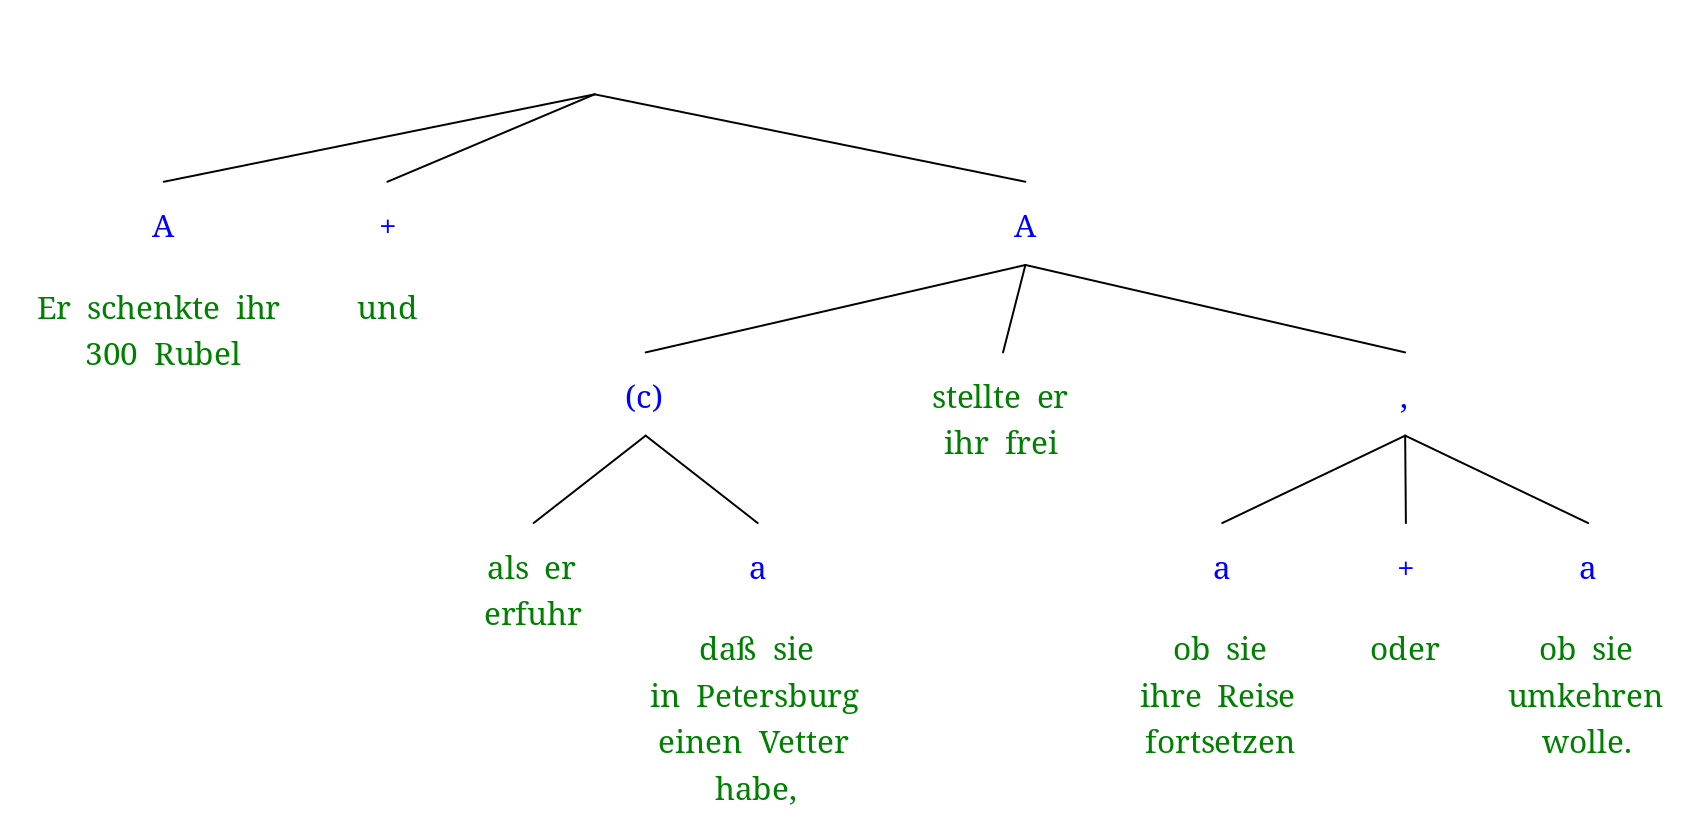 A
+
A
Er schenkte ihr
300 Rubel
und
(c)
stellte er
ihr frei
,
als er
erfuhr
a
daß sie
in Petersburg
einen Vetter
habe,
a
ob sie
ihre Reise
fortsetzen
+
oder
a
ob sie
umkehren
wolle.